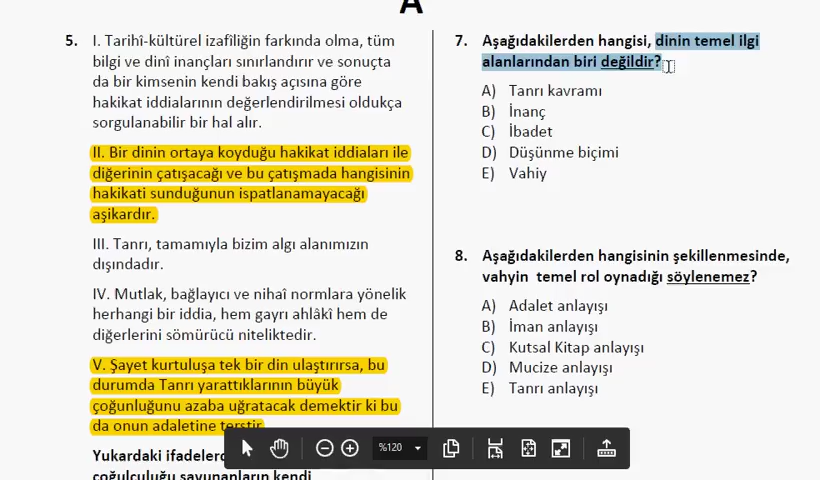 A
5. I. Tarihî-kültürel izafîliğin farkında olma, tüm
bilgi ve dinî inançları sınırlandırır ve sonuçta
da bir kimsenin kendi bakış açısına göre
hakikat iddialarının değerlendirilmesi oldukça
sorgulanabilir bir hal alır.
II. Bir dinin ortaya koyduğu hakikat iddiaları ile
diğerinin çatışacağı ve bu çatışmada hangisinin
hakikati sunduğunun ispatlanamayacağı
aşikardır.
III. Tanrı, tamamıyla bizim algı alanımızın
dışındadır.
IV. Mutlak, bağlayıcı ve nihaî normlara yönelik
herhangi bir iddia, hem gayrı ahlâkî hem de
diğerlerini sömürücü niteliktedir.
V. Şayet kurtuluşa tek bir din ulaştırırsa, bu
durumda Tanrı yarattıklarının büyük
çoğunluğunu azaba uğratacak demektir ki bu
da onun adaletine terstir.
Yukardaki ifadelerd
çoğulculuğu savunanların kendi
7. Aşağıdakilerden hangisi, dinin temel ilgi
alanlarından biri değildir?
A) Tanrı kavramı
B) İnanç
C) İbadet
D) Düşünme biçimi
E) Vahiy
8. Aşağıdakilerden hangisinin şekillenmesinde,
vahyin temel rol oynadığı söylenemez?
A) Adalet anlayışı
B) İman anlayışı
C) Kutsal Kitap anlayışı
D) Mucize anlayışı
E) Tanrı anlayışı
%120